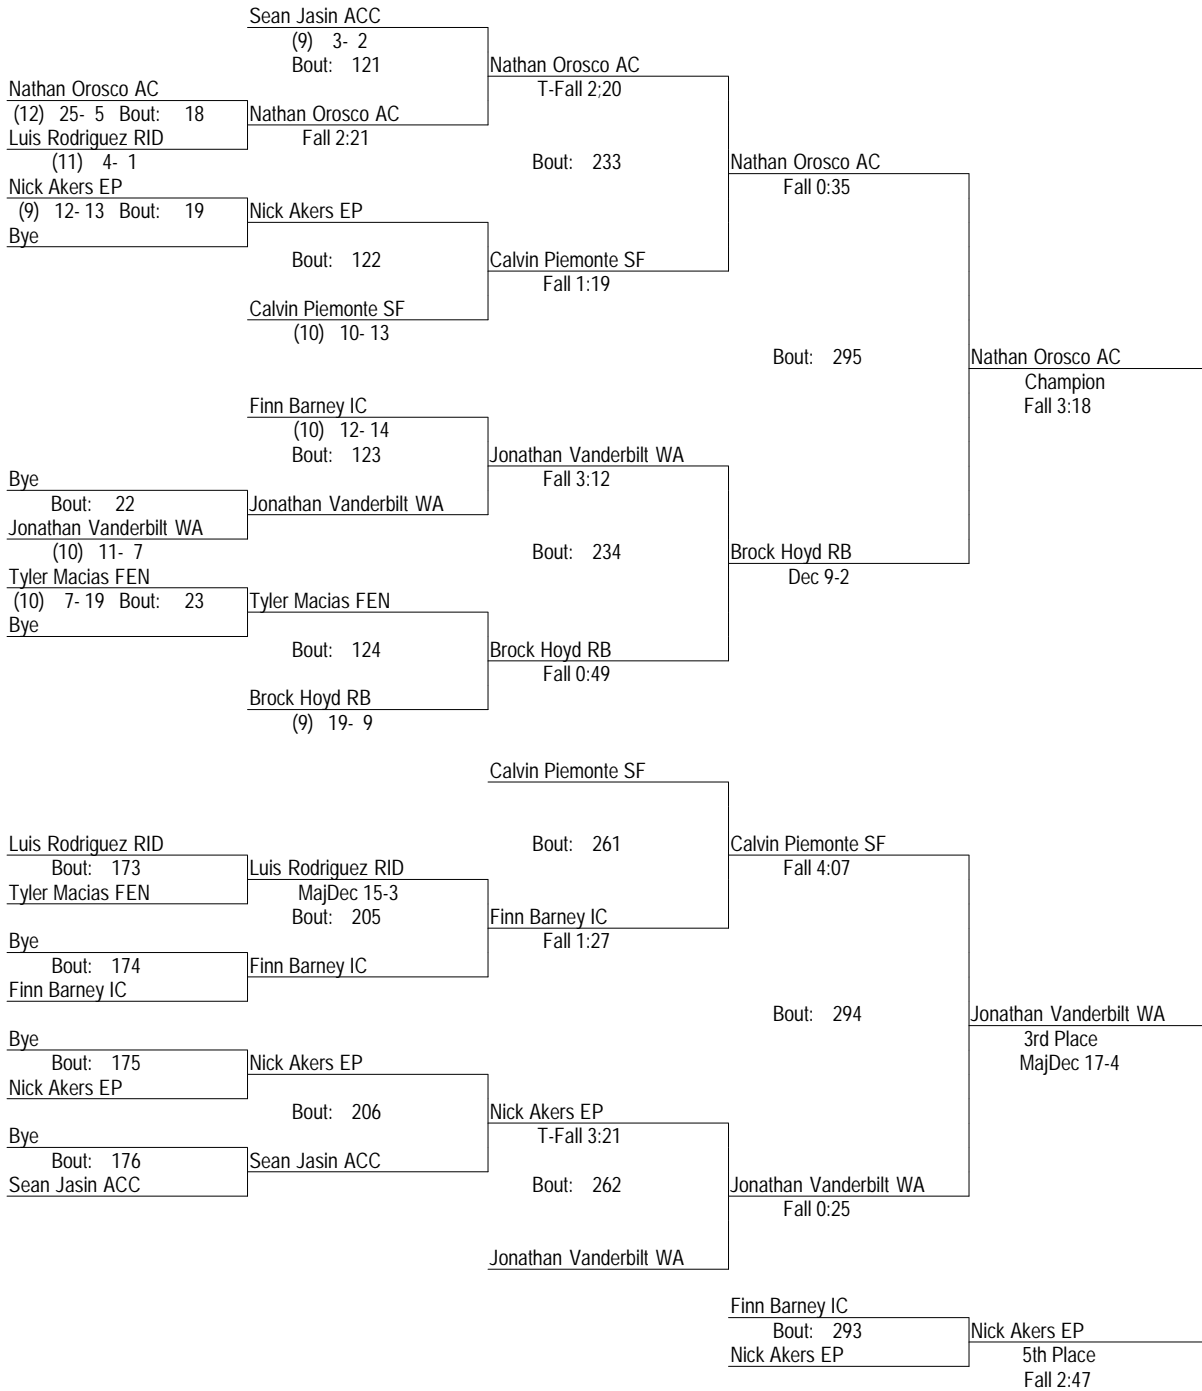 Sean Jasin ACC
(9) 3- 2
Bout: 121
Nathan Orosco AC
T-Fall 2;20
Nathan Orosco AC
(12) 25- 5 Bout: 18
Nathan Orosco AC
Luis Rodriguez RID
Fall 2:21
(11) 4- 1
Bout: 233
Nathan Orosco AC
Nick Akers EP
Fall 0:35
(9) 12- 13 Bout: 19
Nick Akers EP
Bye
Bout: 122
Calvin Piemonte SF
Fall 1:19
Calvin Piemonte SF
(10) 10- 13
Bout: 295
Nathan Orosco AC
Champion
Fall 3:18
Finn Barney IC
(10) 12- 14
Bout: 123
Jonathan Vanderbilt WA
Fall 3:12
Bye
Bout: 22
Jonathan Vanderbilt WA
Jonathan Vanderbilt WA
(10) 11- 7
Bout: 234
Brock Hoyd RB
Dec 9-2
Tyler Macias FEN
(10) 7- 19 Bout: 23
Tyler Macias FEN
Bye
Bout: 124
Brock Hoyd RB
Fall 0:49
Brock Hoyd RB
(9) 19- 9
Calvin Piemonte SF
Luis Rodriguez RID
Bout: 261
Calvin Piemonte SF
Bout: 173
Luis Rodriguez RID
Fall 4:07
Tyler Macias FEN
MajDec 15-3
Bout: 205
Finn Barney IC
Fall 1:27
Bye
Bout: 174
Finn Barney IC
Finn Barney IC
Bout: 294
Jonathan Vanderbilt WA
3rd Place
MajDec 17-4
Bye
Bout: 175
Nick Akers EP
Nick Akers EP
Bout: 206
Nick Akers EP
T-Fall 3:21
Bye
Bout: 176
Sean Jasin ACC
Sean Jasin ACC
Bout: 262
Jonathan Vanderbilt WA
Fall 0:25
Jonathan Vanderbilt WA
Finn Barney IC
Bout: 293
Nick Akers EP
Nick Akers EP
5th Place
Fall 2:47